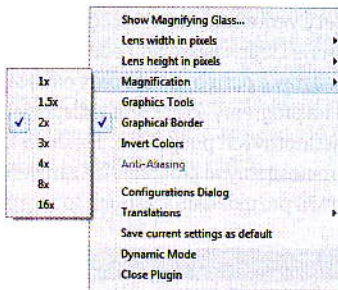 Show Magnifying Glass...
Lens width in pixels
Lens height in pixels
Magnification
Graphics Tools
Graphical Border
Invert Colors
Anti-Aliasing
Configurations Dialog
Translations
Save current settings as default
Dynamic Mode
Close Plugin
1x
1.5x
2x
3x
4x
8x
16x